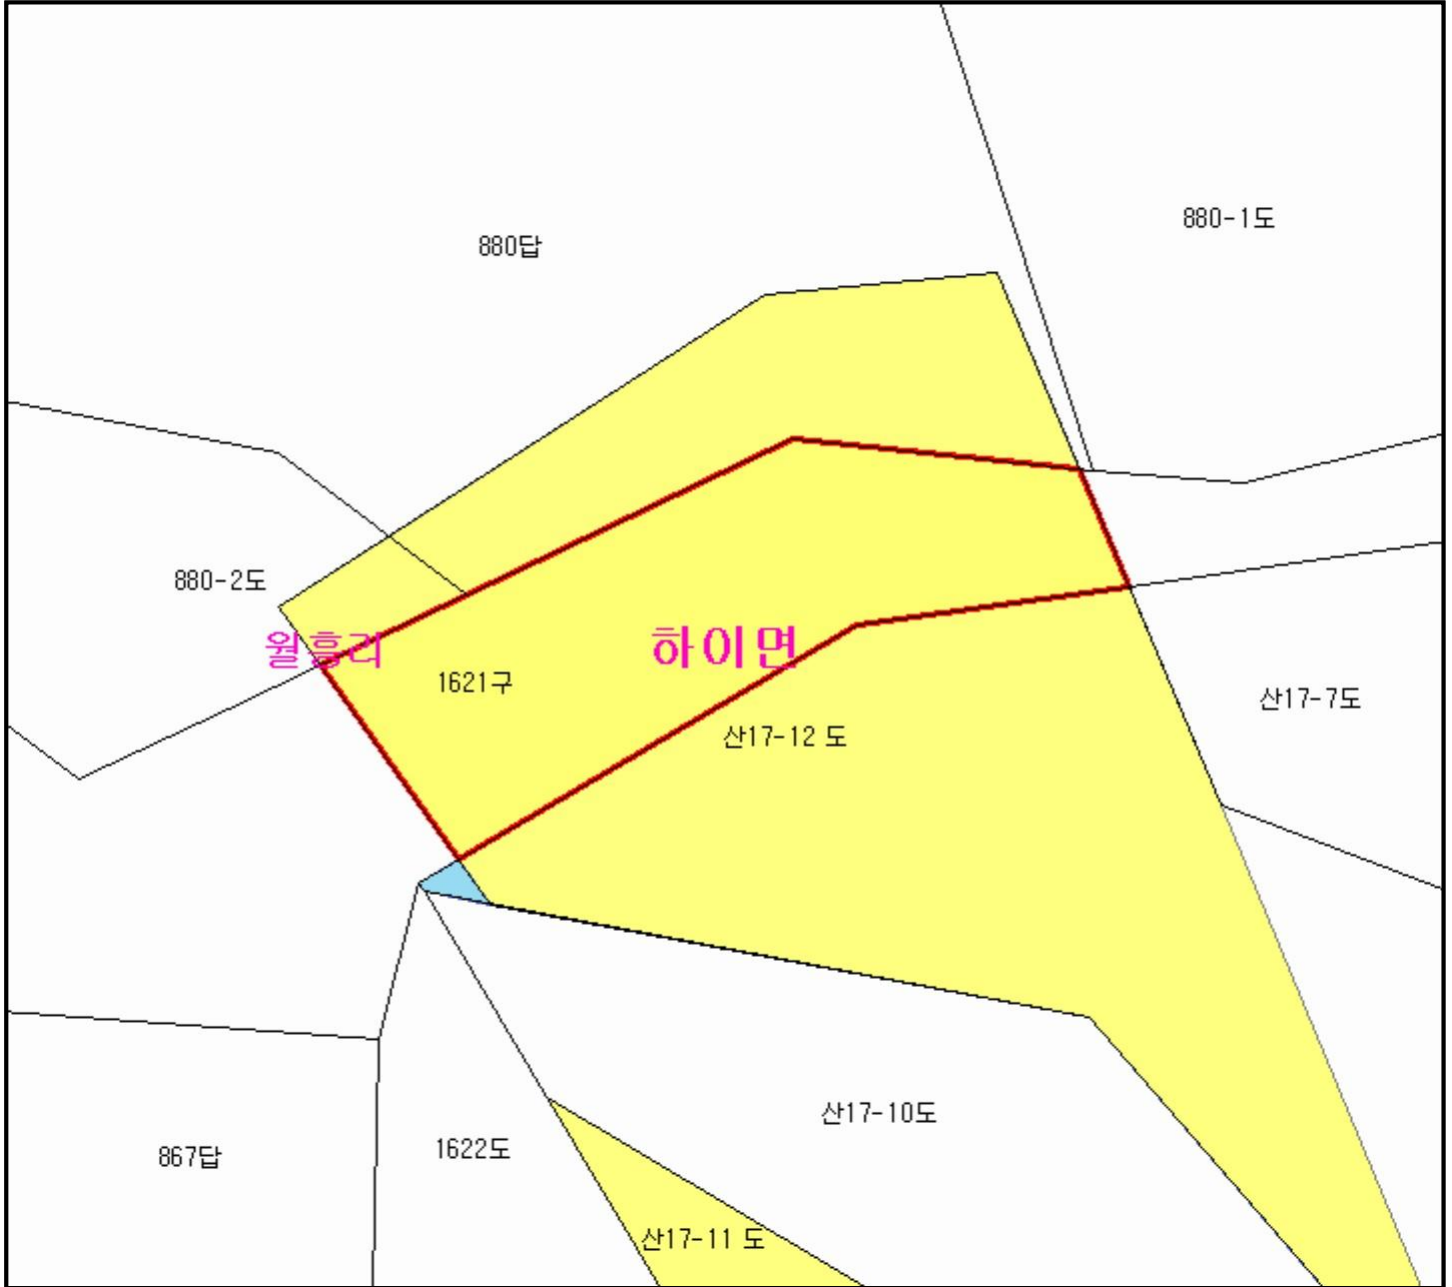 880-1도
880답
880-2도
월흥리
하이면
1621구
산17-7도
산17-12 도
산17-10도
1622도
867답
산17-11 도